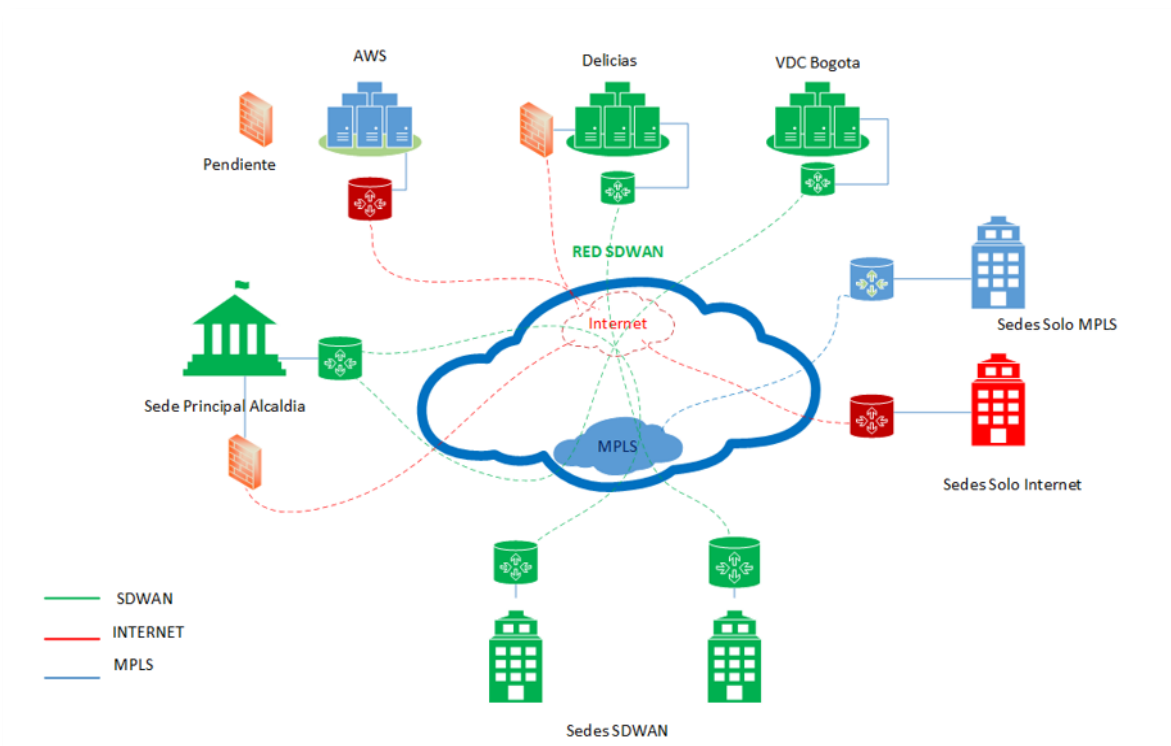 AWS
Delicias
VDC Bogota
Pendiente
RED SDWAN
Internet
Sedes Solo MPLS
Sede Principal Alcaldia
MPLS
Sedes Solo Internet
SDWAN
INTERNET
MPLS
Sedes SDWAN